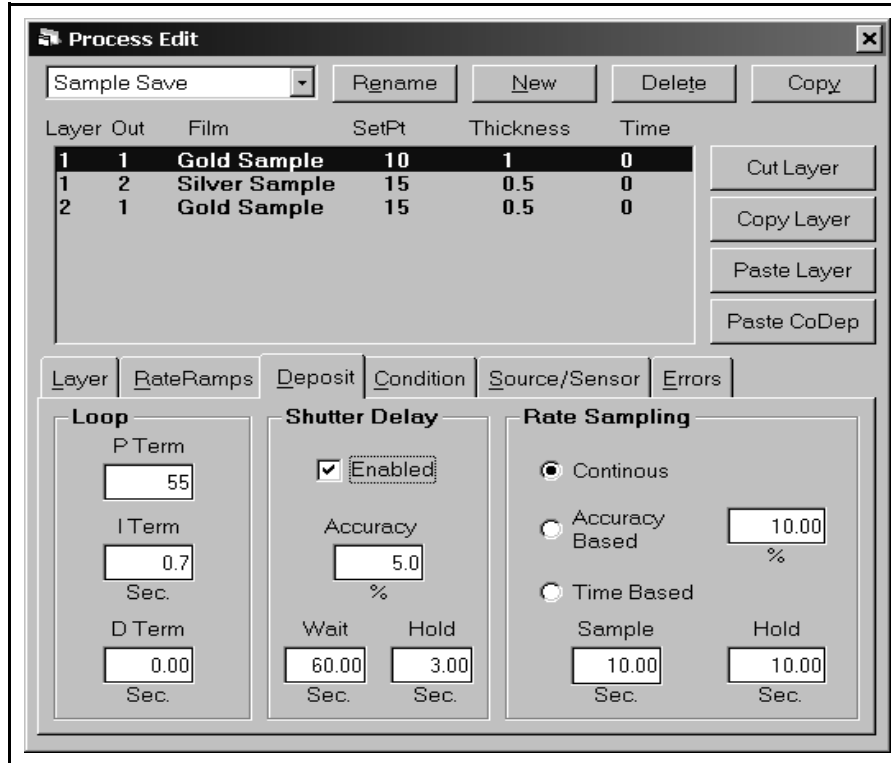 Process Edit
Sample Save Rename New Delete Copy
Layer Out Film SetPt Thickness Time
1 1 Gold Sample 10 1 0
1 2 Silver Sample 15 0.5 0
2 1 Gold Sample 15 0.5 0
Cut Layer
Copy Layer
Paste Layer
Paste CoDep
Layer RateRamps Deposit Condition Source/Sensor Errors
Loop
P Term
55
I Term
0.7
Sec.
D Term
0.00
Sec.
Shutter Delay
Enabled
Accuracy
5.0
%
Wait Hold
60.00 3.00
Sec. Sec.
Rate Sampling
Continous
Accuracy
Based
10.00
%
Time Based
Sample Hold
10.00 10.00
Sec. Sec.